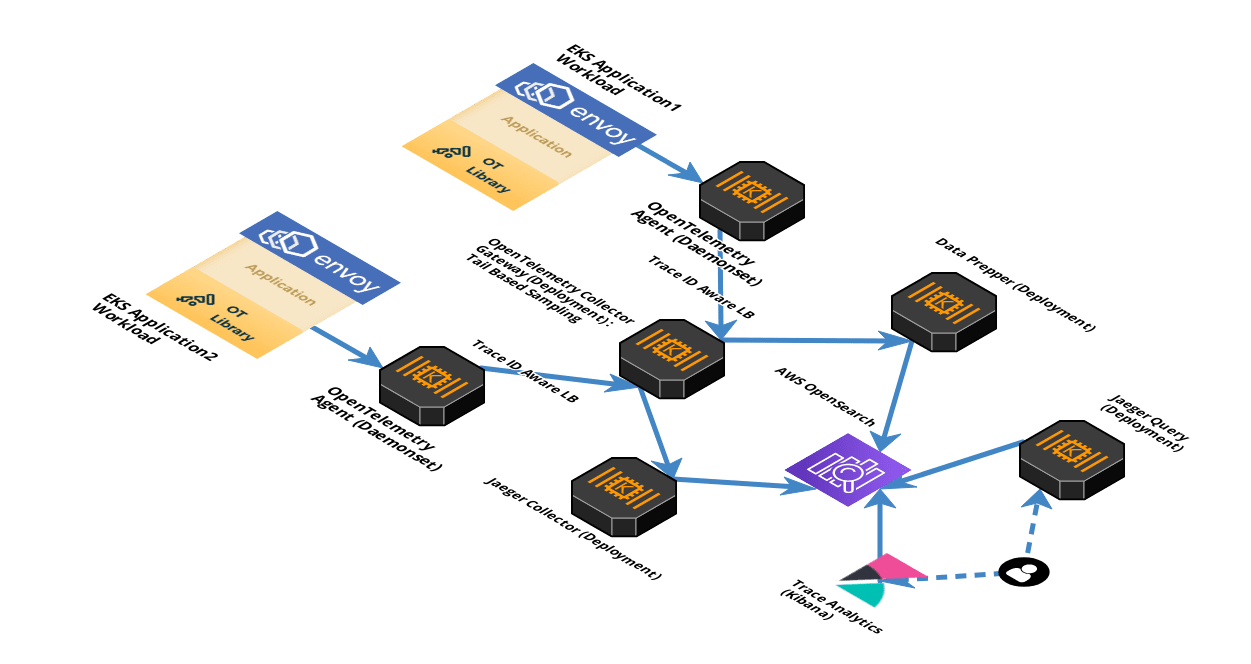 EKS Application1
Workload
envoy
Application
OT
Library
OpenTelemetry
Agent (Daemonset)
Trace ID Aware LB
EKS Application2
Workload
envoy
Application
OT
Library
OpenTelemetry
Agent (Daemonset)
Trace ID Aware LB
OpenTelemetry Collector
Gateway (Deployment) :
Tail Based Sampling
Data Prepper (Deployment)
AWS OpenSearch
Jaeger Query
(Deployment)
Jaeger Collector (Deployment)
Trace Analytics
(Kibana)
K
K
K
K
K
K